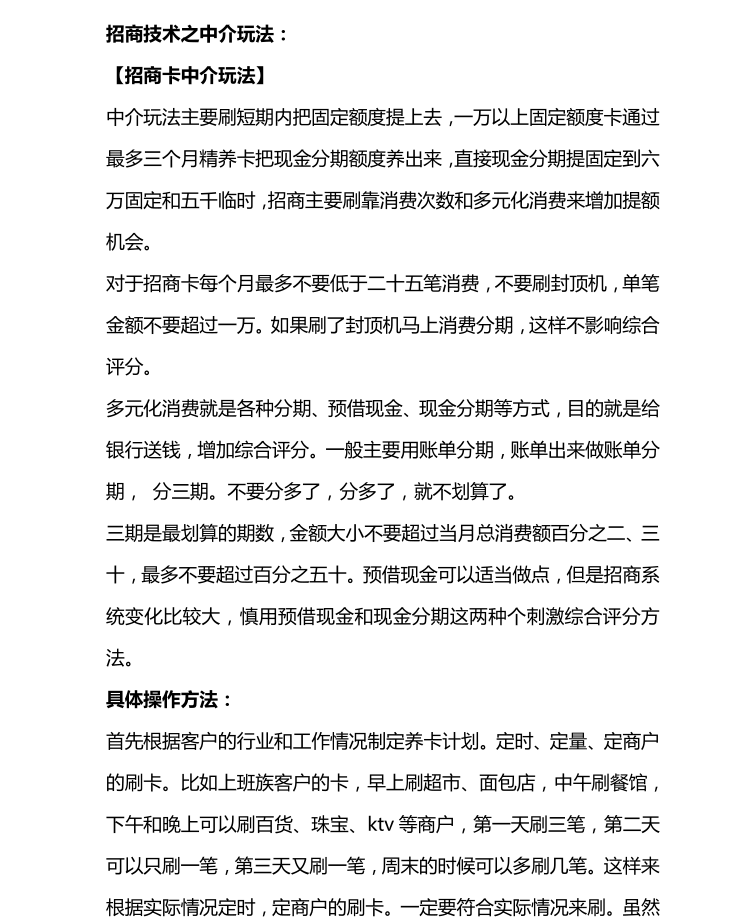 招商技术之中介玩法：
【招商卡中介玩法】
中介玩法主要刷短期内把固定额度提上去，一万以上固定额度卡通过
最多三个月精养卡把现金分期额度养出来，直接现金分期提固定到六
万固定和五千临时，招商主要刷靠消费次数和多元化消费来增加提额
机会。
对于招商卡每个月最多不要低于二十五笔消费，不要刷封顶机，单笔
金额不要超过一万。如果刷了封顶机马上消费分期，这样不影响综合
评分。
多元化消费就是各种分期、预借现金、现金分期等方式，目的就是给
银行送钱，增加综合评分。一般主要用账单分期，账单出来做账单分
期， 分三期。不要分多了，分多了，就不划算了。
三期是最划算的期数，金额大小不要超过当月总消费额百分之二、三
十，最多不要超过百分之五十。预借现金可以适当做点，但是招商系
统变化比较大，慎用预借现金和现金分期这两种个刺激综合评分方
法。
具体操作方法：
首先根据客户的行业和工作情况制定养卡计划。定时、定量、定商户
的刷卡。比如上班族客户的卡，早上刷超市、面包店，中午刷餐馆，
下午和晚上可以刷百货、珠宝、ktv 等商户，第一天刷三笔，第二天
可以只刷一笔，第三天又刷一笔，周末的时候可以多刷几笔。这样来
根据实际情况定时，定商户的刷卡。一定要符合实际情况来刷。虽然